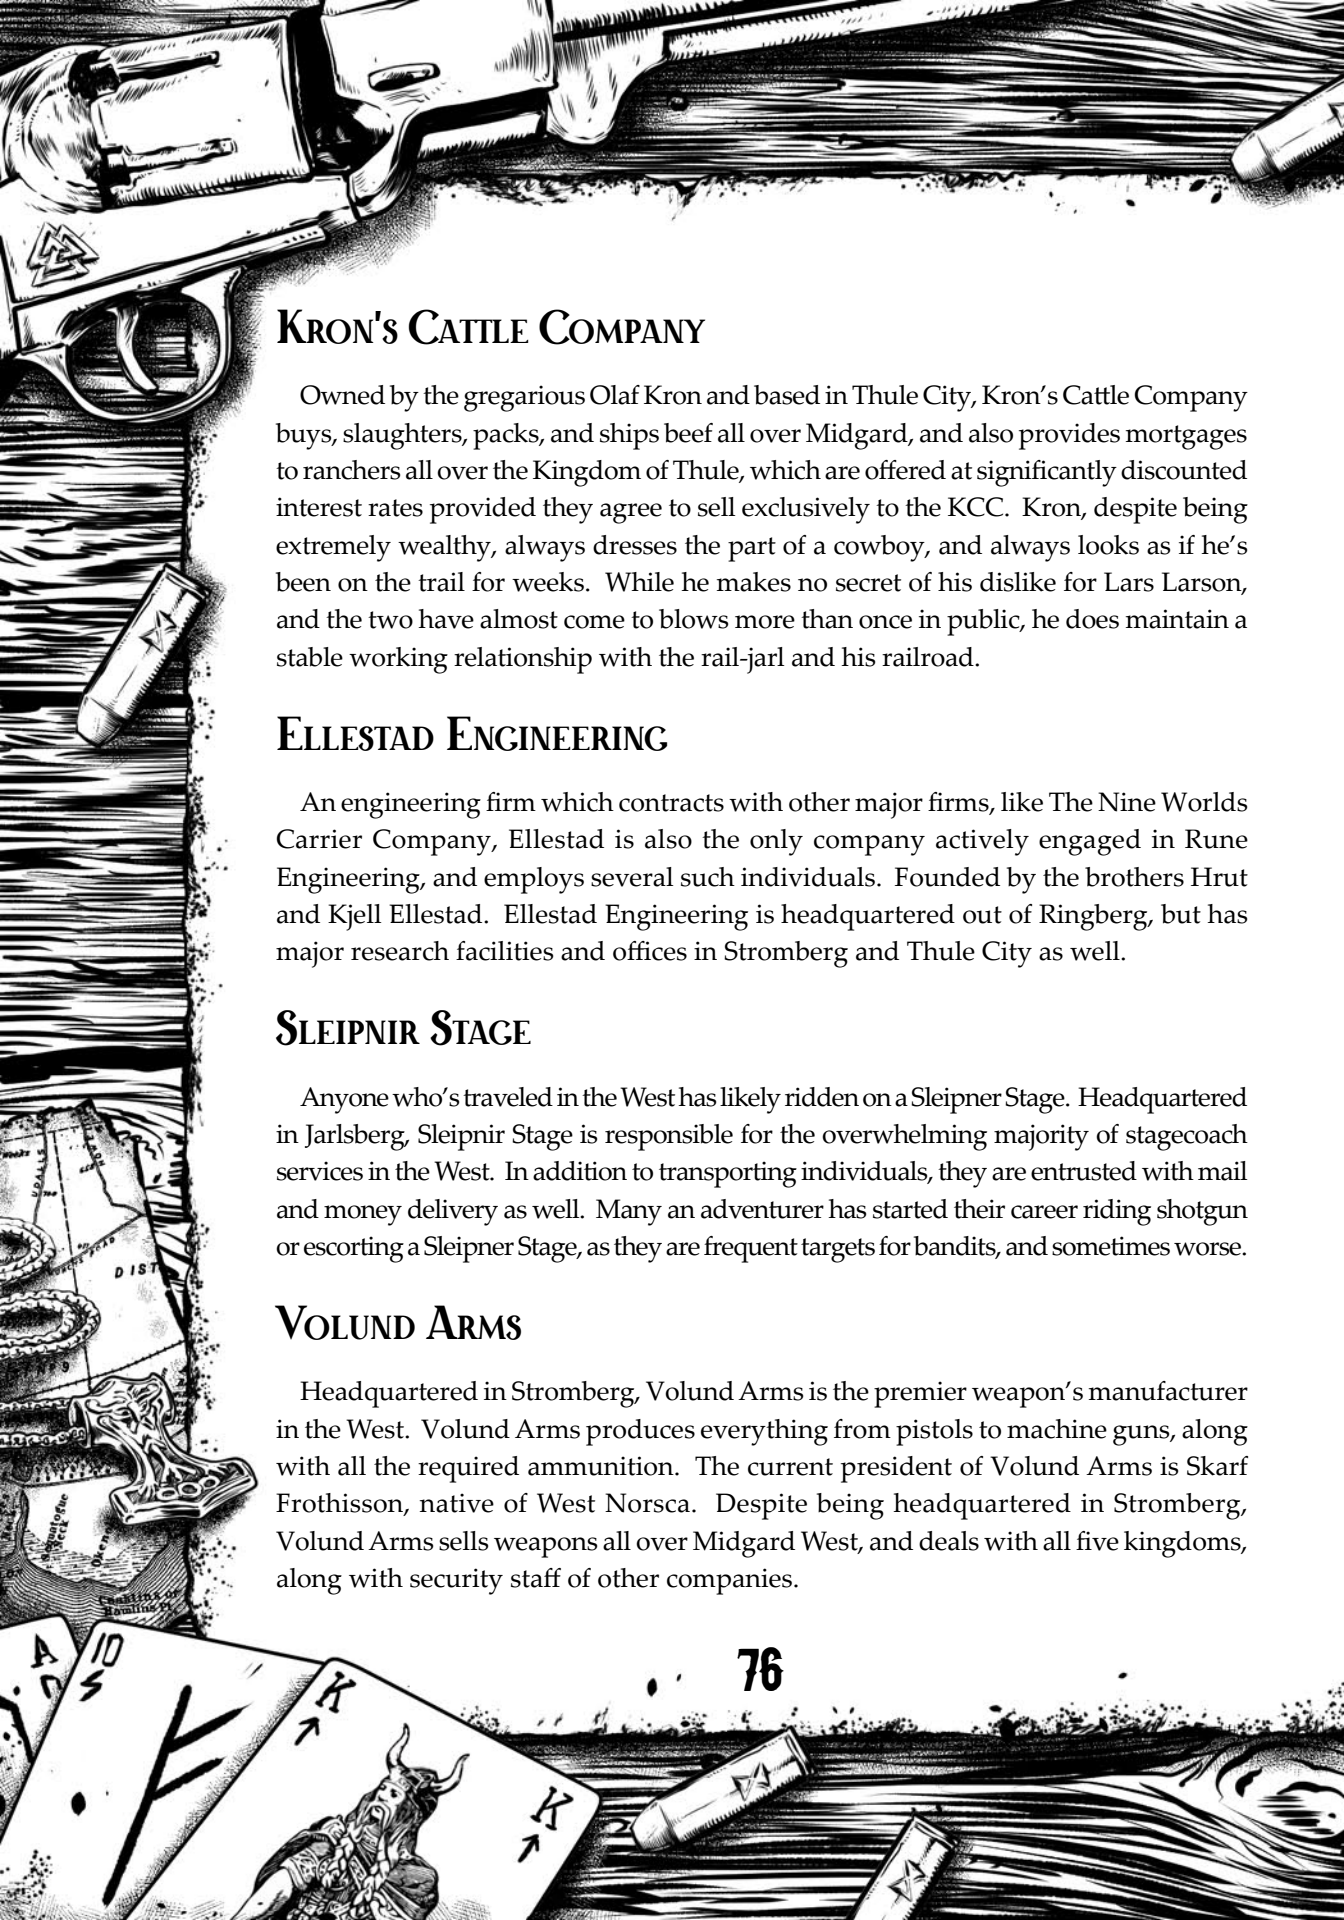 Kron's Cattle Company
Owned by the gregarious Olaf Kron and based in Thule City, Kron’s Cattle Company
buys, slaughters, packs, and ships beef all over Midgard, and also provides mortgages
to ranchers all over the Kingdom of Thule, which are offered at significantly discounted
interest rates provided they agree to sell exclusively to the KCC.  Kron, despite being
extremely wealthy, always dresses the part of a cowboy, and always looks as if he’s
been on the trail for weeks.  While he makes no secret of his dislike for Lars Larson,
and the two have almost come to blows more than once in public, he does maintain a
stable working relationship with the rail-jarl and his railroad.
Ellestad Engineering
An engineering firm which contracts with other major firms, like The Nine Worlds
Carrier Company, Ellestad is also the only company actively engaged in Rune
Engineering, and employs several such individuals.  Founded by the brothers Hrut
and Kjell Ellestad.  Ellestad Engineering is headquartered out of Ringberg, but has
major research facilities and offices in Stromberg and Thule City as well.
Sleipnir Stage
Anyone who’s traveled in the West has likely ridden on a Sleipner Stage.  Headquartered
in Jarlsberg, Sleipnir Stage is responsible for the overwhelming majority of stagecoach
services in the West.  In addition to transporting individuals, they are entrusted with mail
and money delivery as well.  Many an adventurer has started their career riding shotgun
or escorting a Sleipner Stage, as they are frequent targets for bandits, and sometimes worse.
Volund Arms
Headquartered in Stromberg, Volund Arms is the premier weapon’s manufacturer
in the West.  Volund Arms produces everything from pistols to machine guns, along
with all the required ammunition.  The current president of Volund Arms is Skarf
Frothisson, native of West Norsca.  Despite being headquartered in Stromberg,
Volund Arms sells weapons all over Midgard West, and deals with all five kingdoms,
along with security staff of other companies.
DIST
A
10
K
K
76